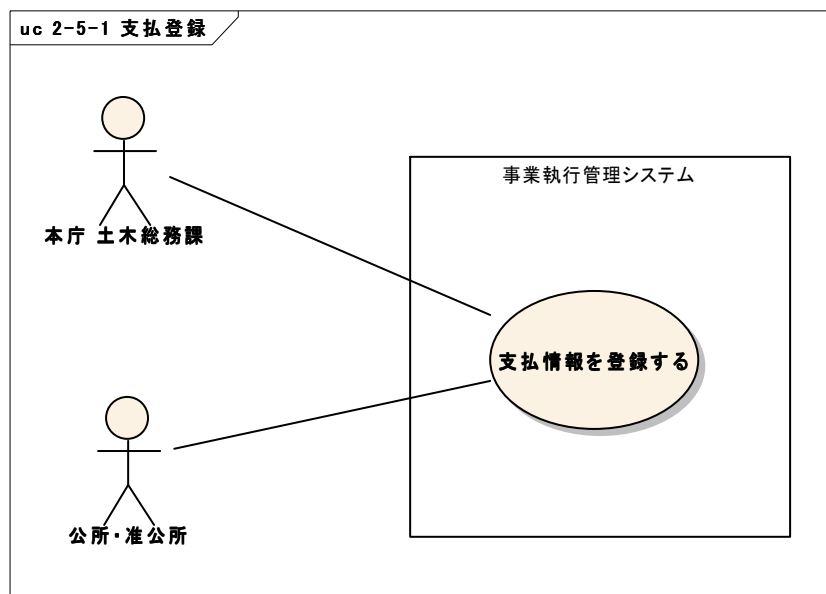 uc 2-5-1 支払登録
事業執行管理システム
本庁 土木総務課
支払情報を登録する
公所・准公所